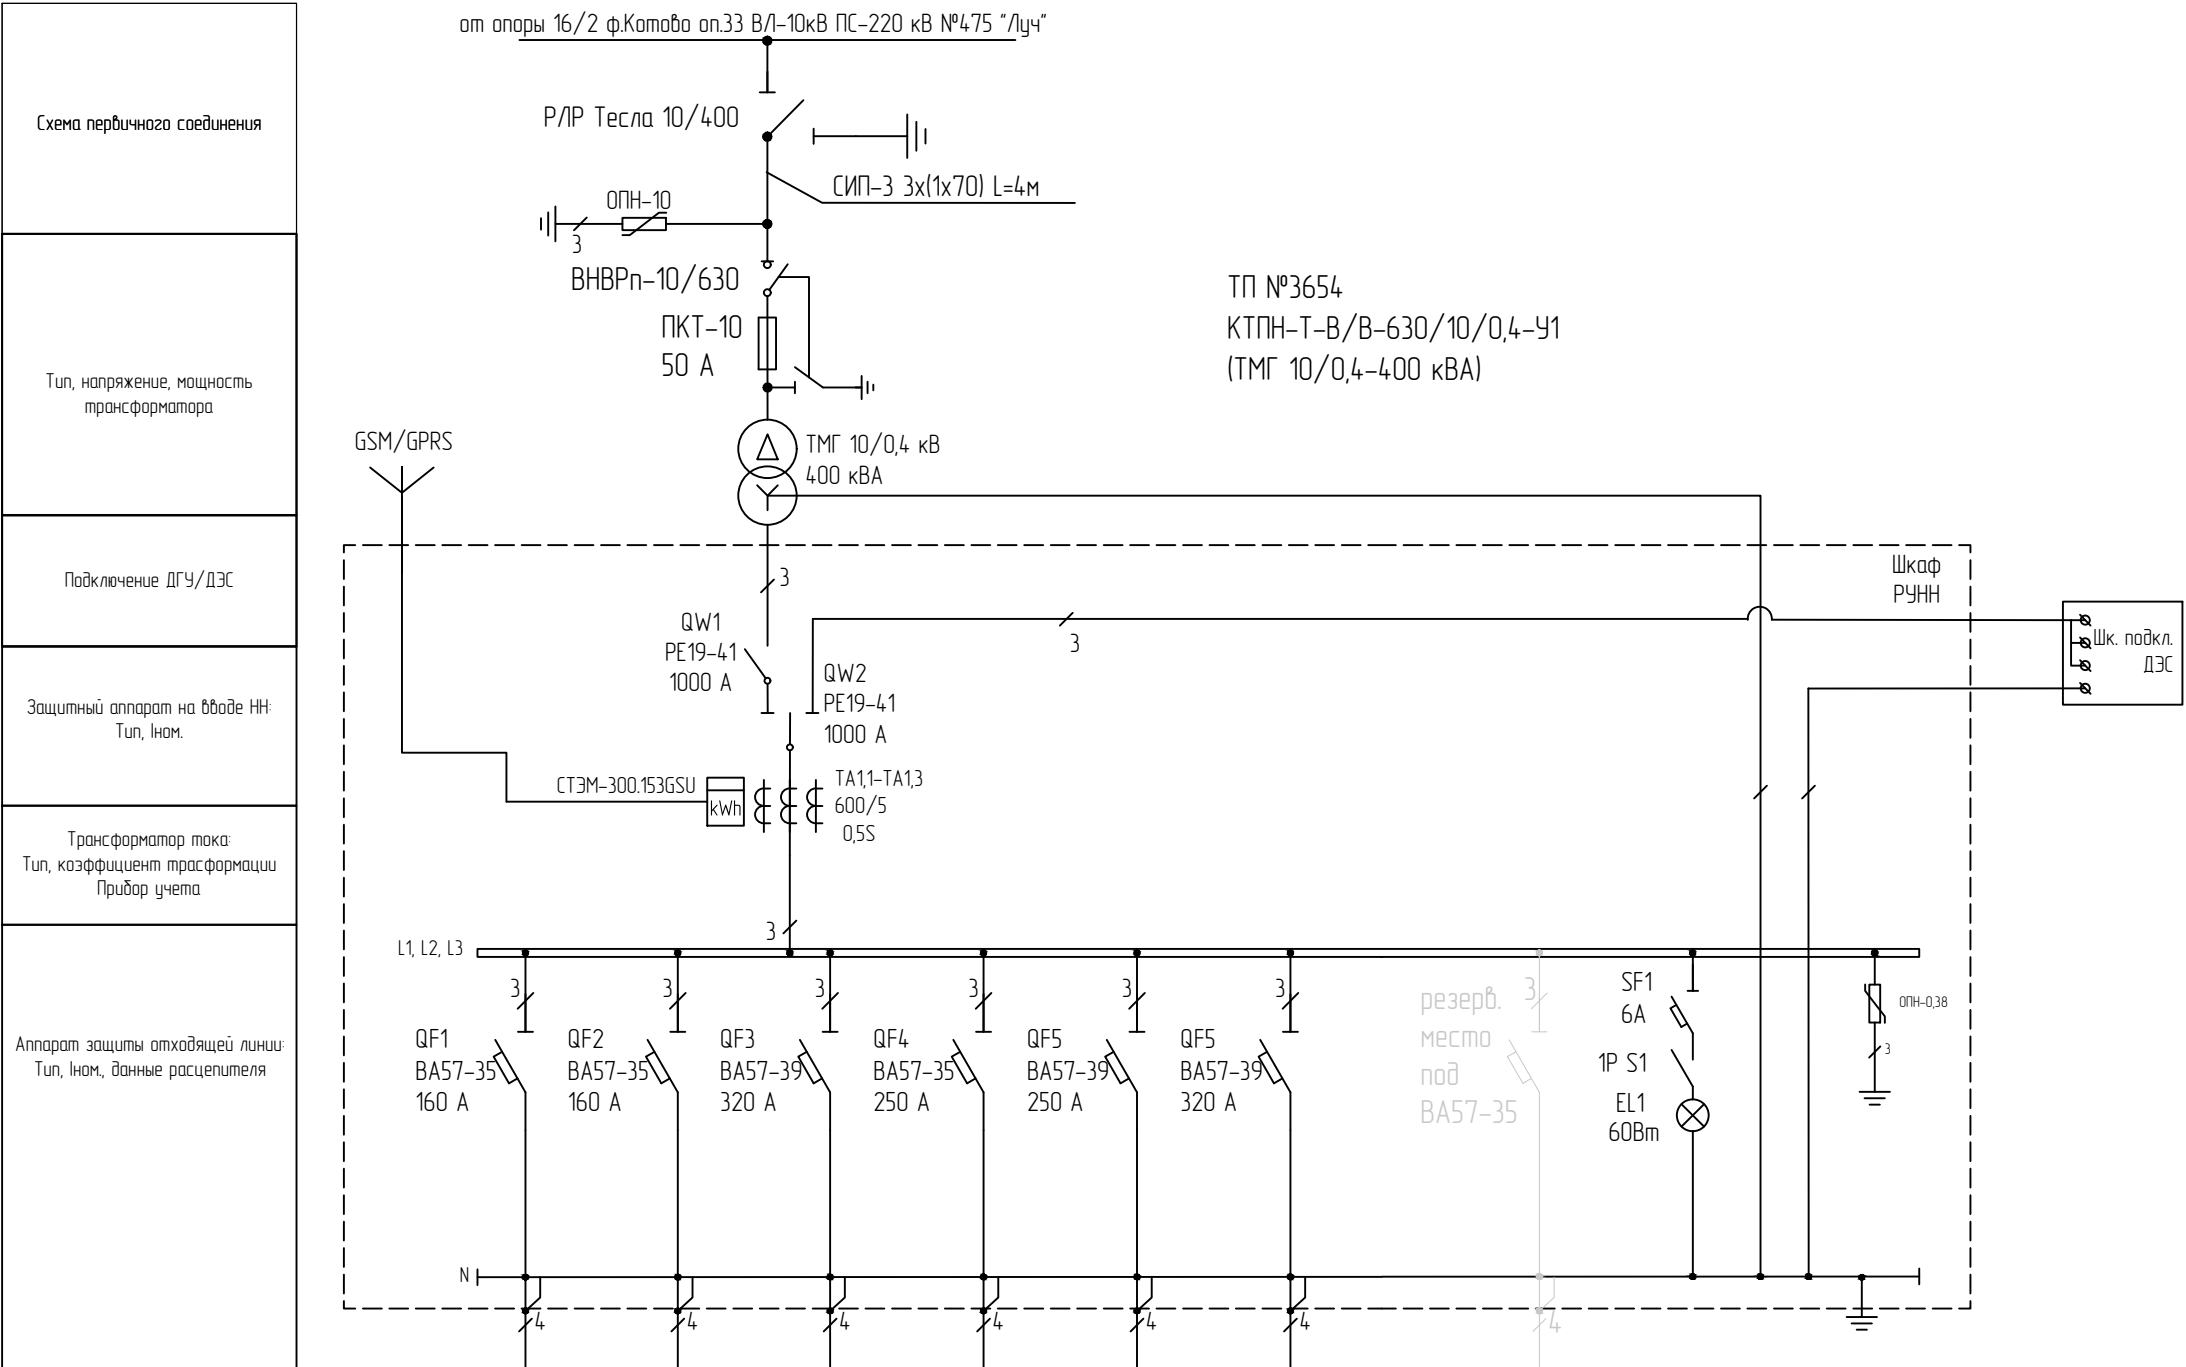 от опоры 16/2 ф.Котово оп.33 ВЛ-10кВ ПС-220 кВ №475 "Луч"
Схема первичного соединения
РЛР Тесла 10/400
СИП-3 3х(1х70) L=4м
ОПН-10
3
ВНВРп-10/630
ПКТ-10
50 А
ТП №3654
КТПН-Т-В/В-630/10/0,4-У1
(ТМГ 10/0,4-400 кВА)
Тип, напряжение, мощность
трансформатора
GSM/GPRS
ТМГ 10/0,4 кВ
400 кВА
Подключение ДГУ/ДЭС
3
Шкаф
РУНН
QW1
РЕ19-41
1000 А
3
QW2
РЕ19-41
1000 А
Шк. подкл.
ДЭС
Защитный аппарат на вводе НН:
Тип, Iном.
СТЭМ-300.153GSU
kWh
ТА1,1-ТА1,3
600/5
0,5S
Трансформатор тока:
Тип, коэффициент трасформации
Прибор учета
3
L1, L2, L3
3
3
3
3
3
3
3
Аппарат защиты отходящей линии:
Тип, Iном., данные расцепителя
QF1
ВА57-35
160 А
QF2
ВА57-35
160 А
QF3
ВА57-39
320 А
QF4
ВА57-35
250 А
QF5
ВА57-39
250 А
QF5
ВА57-39
320 А
резерв.
место
под
ВА57-35
SF1
6А
1Р S1
EL1
60Вт
ОПН-0,38
3
N
4
4
4
4
4
4
4